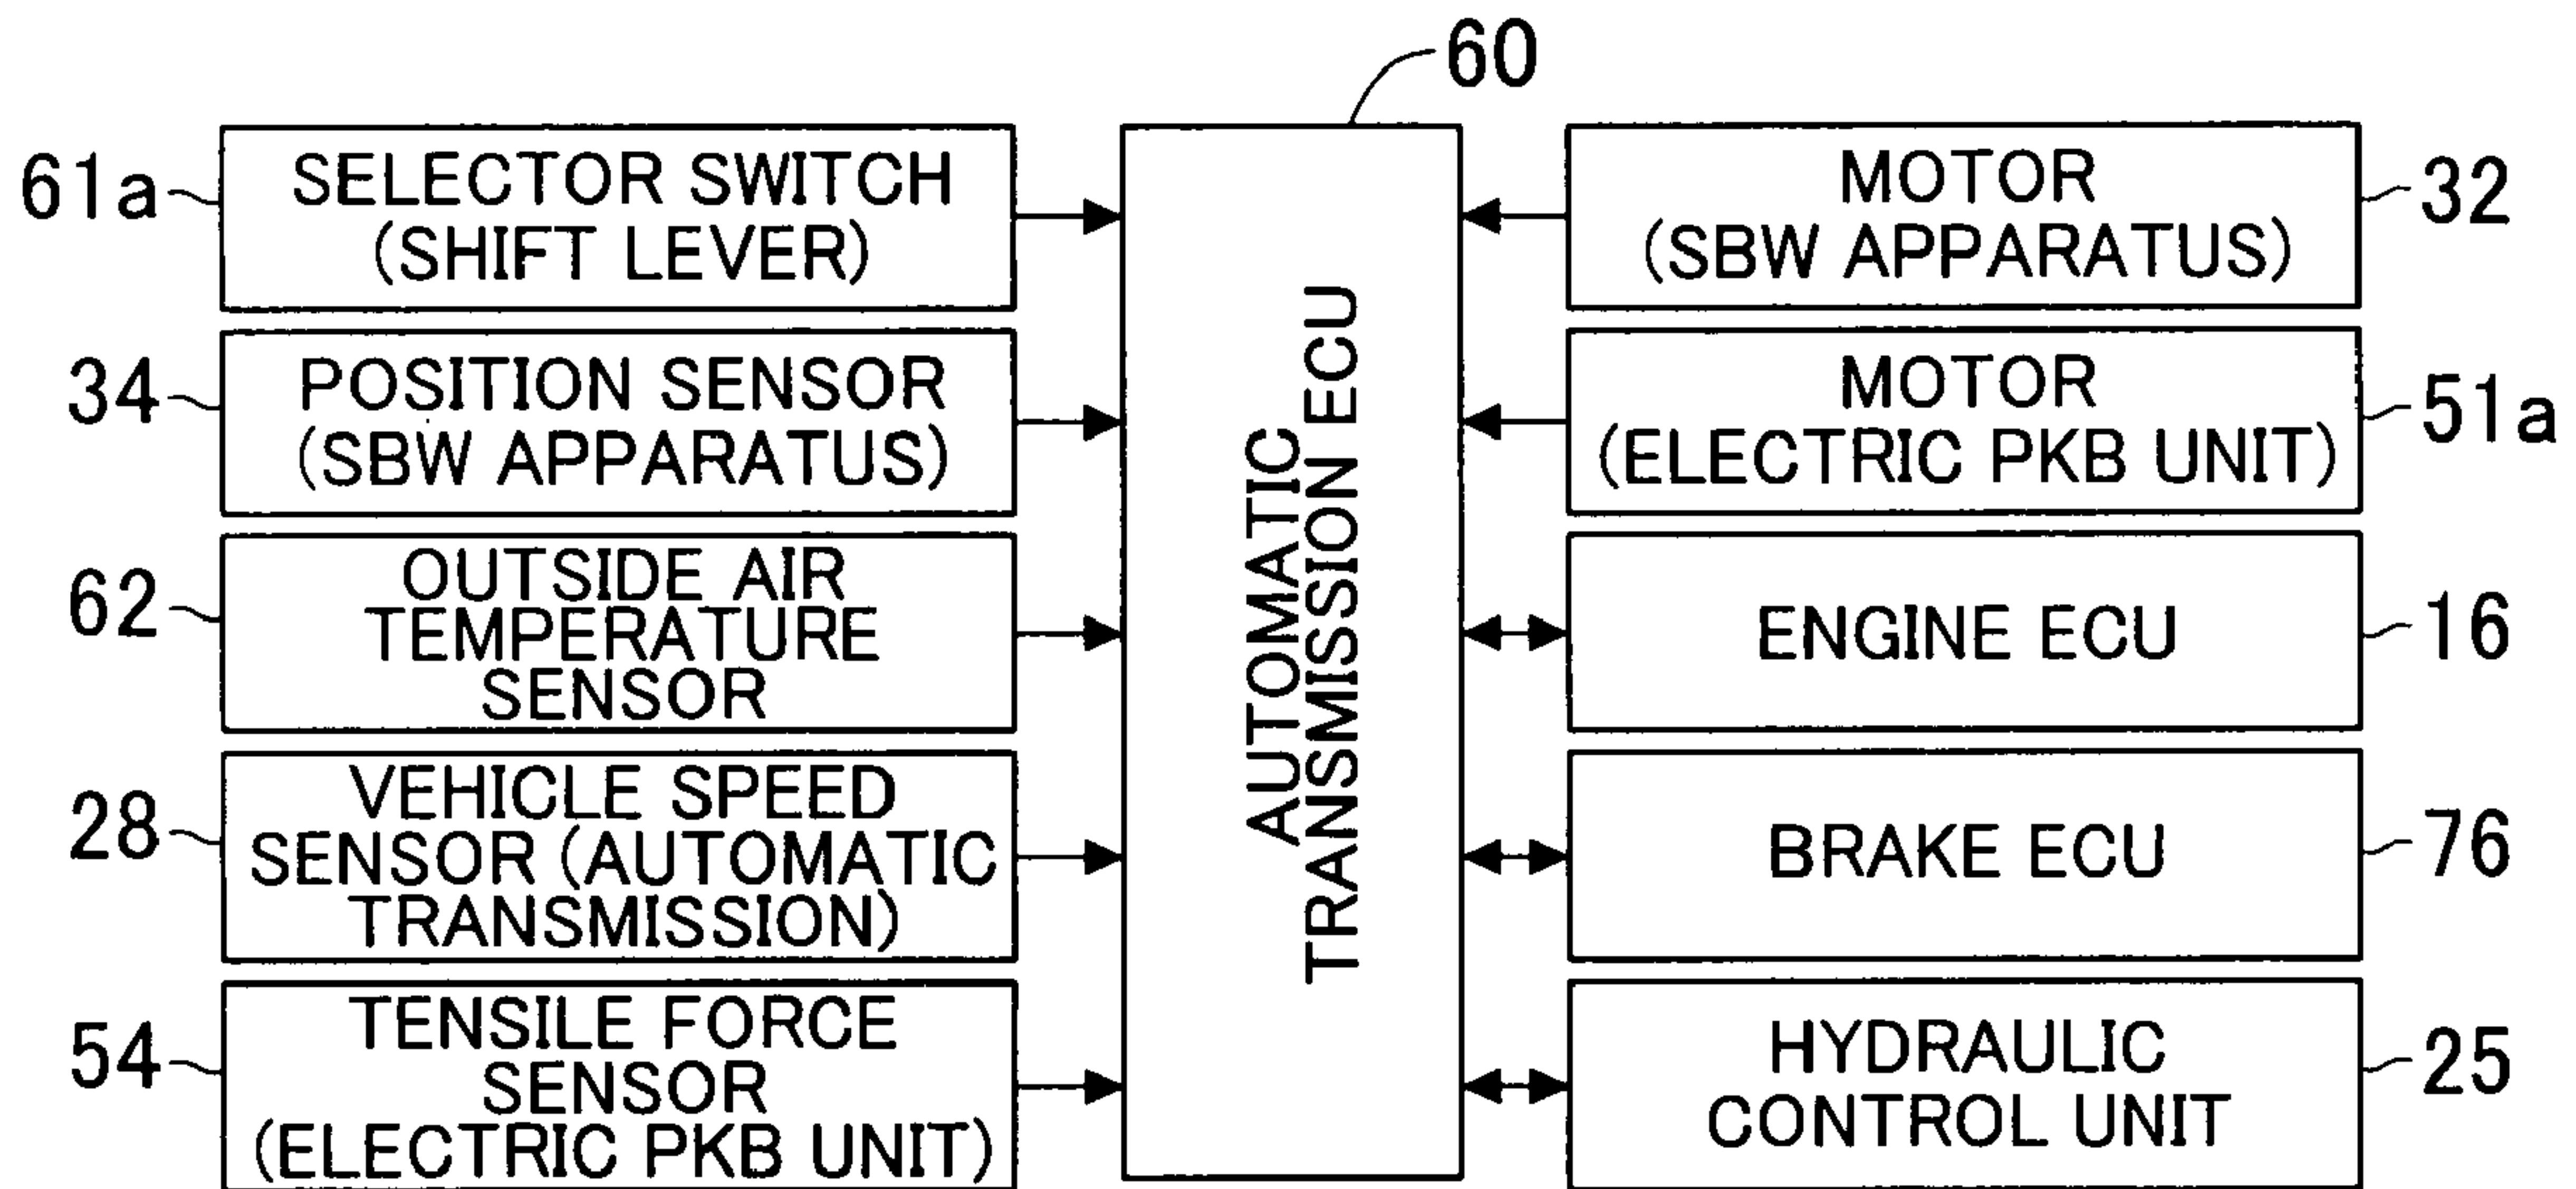 60
61a
SELECTOR SWITCH
(SHIFT LEVER)
34
POSITION SENSOR
(SBW APPARATUS)
62
OUTSIDE AIR
TEMPERATURE
SENSOR
28
VEHICLE SPEED
SENSOR (AUTOMATIC
TRANSMISSION)
54
TENSILE FORCE
SENSOR
(ELECTRIC PKB UNIT)
AUTOMATIC
TRANSMISSION ECU
MOTOR
(SBW APPARATUS)
32
MOTOR
(ELECTRIC PKB UNIT)
51a
ENGINE ECU
16
BRAKE ECU
76
HYDRAULIC
CONTROL UNIT
25